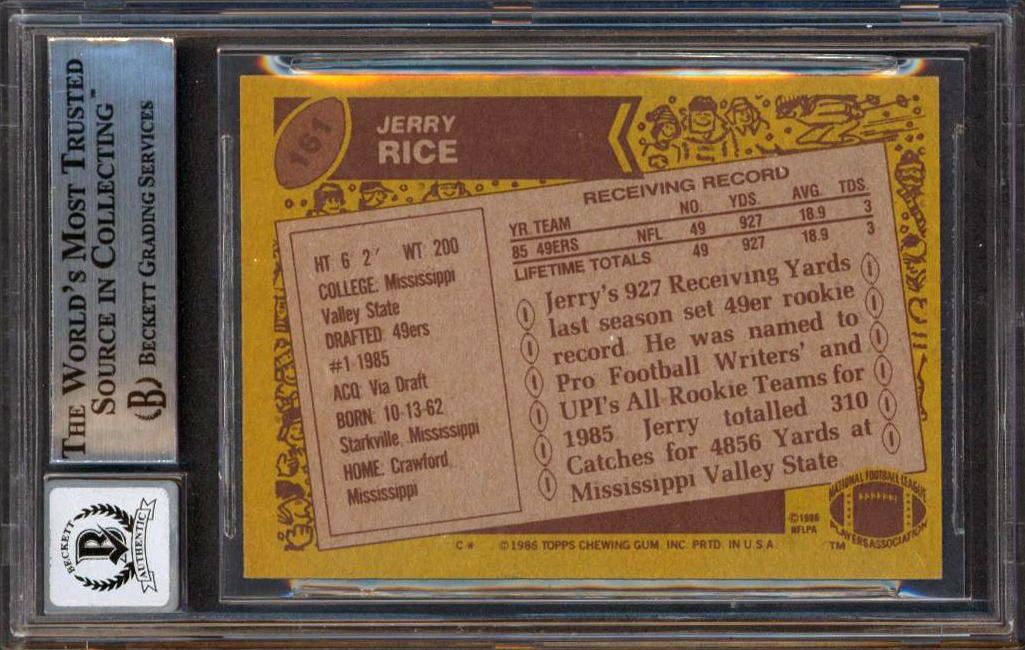 THE WORLD'S MOST TRUSTED
SOURCE IN COLLECTING™
BECKETT GRADING SERVICES
B
BECKETT
B
AUTHENTIC
161
JERRY
RICE
RECEIVING RECORD
YR. TEAM NO. YDS. AVG. TDS.
85 49ERS NFL 49 927 18.9 3
LIFETIME TOTALS 49 927 18.9 3
HT 6' 2" WT 200
COLLEGE: Mississippi
Valley State
DRAFTED 49ers
#1 1985
ACQ: Via Draft
BORN: 10-13-62
Starkville, Mississippi
HOME: Crawford,
Mississippi
Jerry's 927 Receiving Yards
last season set 49er rookie
record. He was named to
Pro Football Writers' and
UPI's All-Rookie Teams for
1985. Jerry totalled 310
Catches for 4856 Yards at
Mississippi Valley State
©1986
NFLPA
NATIONAL FOOTBALL LEAGUE
PLAYERS ASSOCIATION
TM
C* ©1986 TOPPS CHEWING GUM, INC. PRTD. IN U.S.A.